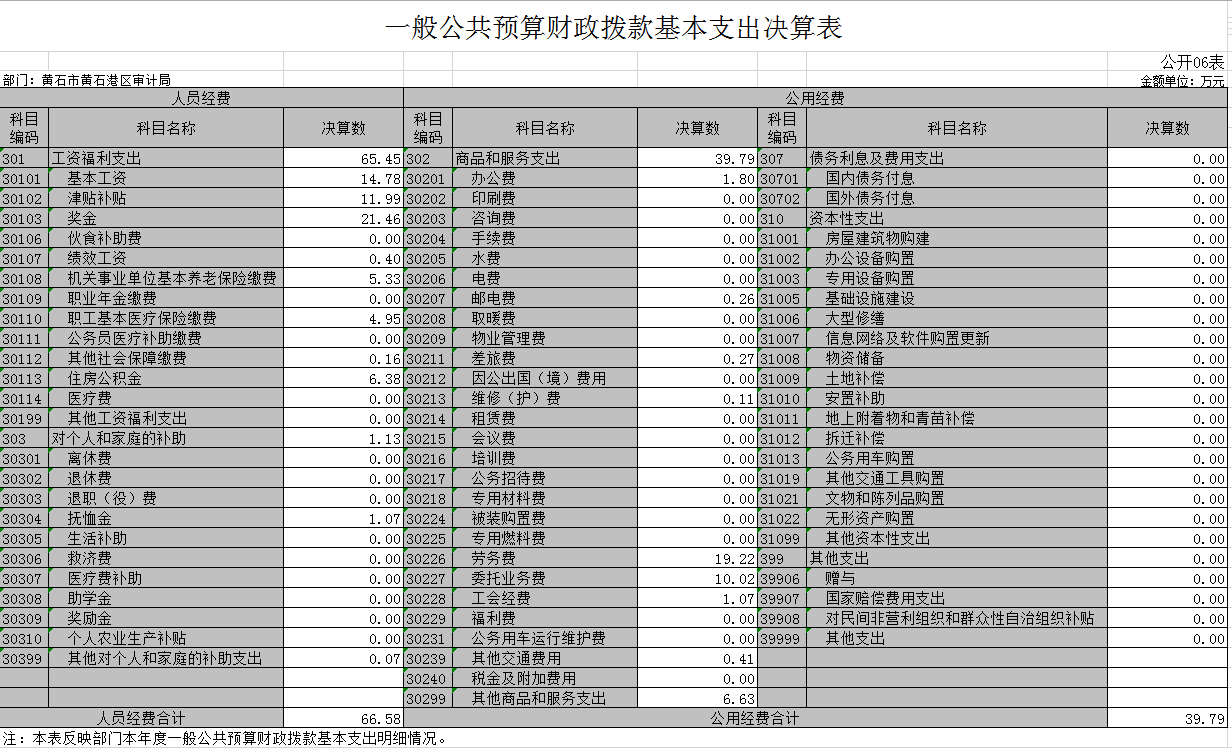 一般公共预算财政拨款基本支出决算表
公开06表
部门：黄石市黄石港区审计局 金额单位：万元
人员经费 公用经费
科目编码 科目名称 决算数 科目编码 科目名称 决算数 科目编码 科目名称 决算数
301 工资福利支出 65.45 302 商品和服务支出 39.79 307 债务利息及费用支出 0.00
30101 基本工资 14.78 30201 办公费 1.80 30701 国内债务付息 0.00
30102 津贴补贴 11.99 30202 印刷费 0.00 30702 国外债务付息 0.00
30103 奖金 21.46 30203 咨询费 0.00 310 资本性支出 0.00
30106 伙食补助费 0.00 30204 手续费 0.00 31001 房屋建筑物购建 0.00
30107 绩效工资 0.40 30205 水费 0.00 31002 办公设备购置 0.00
30108 机关事业单位基本养老保险缴费 5.33 30206 电费 0.00 31003 专用设备购置 0.00
30109 职业年金缴费 0.00 30207 邮电费 0.26 31005 基础设施建设 0.00
30110 职工基本医疗保险缴费 4.95 30208 取暖费 0.00 31006 大型修缮 0.00
30111 公务员医疗补助缴费 0.00 30209 物业管理费 0.00 31007 信息网络及软件购置更新 0.00
30112 其他社会保障缴费 0.16 30211 差旅费 0.27 31008 物资储备 0.00
30113 住房公积金 6.38 30212 因公出国（境）费用 0.00 31009 土地补偿 0.00
30114 医疗费 0.00 30213 维修（护）费 0.11 31010 安置补助 0.00
30199 其他工资福利支出 0.00 30214 租赁费 0.00 31011 地上附着物和青苗补偿 0.00
303 对个人和家庭的补助 1.13 30215 会议费 0.00 31012 拆迁补偿 0.00
30301 离休费 0.00 30216 培训费 0.00 31013 公务用车购置 0.00
30302 退休费 0.00 30217 公务招待费 0.00 31019 其他交通工具购置 0.00
30303 退职（役）费 0.00 30218 专用材料费 0.00 31021 文物和陈列品购置 0.00
30304 抚恤金 1.07 30224 被装购置费 0.00 31022 无形资产购置 0.00
30305 生活补助 0.00 30225 专用燃料费 0.00 31099 其他资本性支出 0.00
30306 救济费 0.00 30226 劳务费 19.22 399 其他支出 0.00
30307 医疗费补助 0.00 30227 委托业务费 10.02 39906 赠与 0.00
30308 助学金 0.00 30228 工会经费 1.07 39907 国家赔偿费用支出 0.00
30309 奖励金 0.00 30229 福利费 0.00 39908 对民间非营利组织和群众性自治组织补贴 0.00
30310 个人农业生产补贴 0.00 30231 公务用车运行维护费 0.00 39999 其他支出 0.00
30399 其他对个人和家庭的补助支出 0.07 30239 其他交通费用 0.41
30240 税金及附加费用 0.00
30299 其他商品和服务支出 6.63
人员经费合计 66.58 公用经费合计 39.79
注：本表反映部门本年度一般公共预算财政拨款基本支出明细情况。